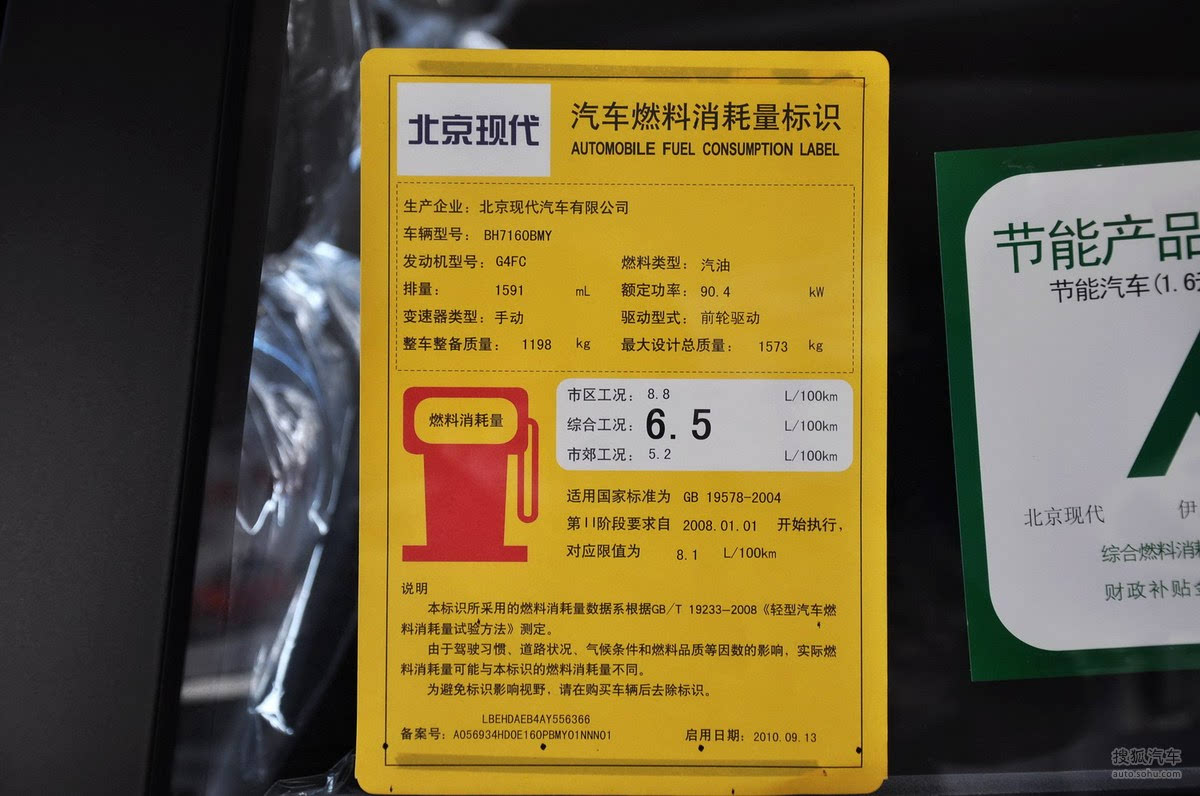 北京现代
汽车燃料消耗量标识
AUTOMOBILE FUEL CONSUMPTION LABEL
生产企业: 北京现代汽车有限公司
车辆型号: BH7160BMY
发动机型号: G4FC 燃料类型: 汽油
排量: 1591 mL 额定功率: 90.4 kW
变速器类型: 手动 驱动型式: 前轮驱动
整车整备质量: 1198 kg 最大设计总质量: 1573 kg
燃料消耗量
市区工况: 8.8 L/100km
综合工况: 6.5 L/100km
市郊工况: 5.2 L/100km
适用国家标准为 GB 19578-2004
第II阶段要求自 2008.01.01 开始执行,
对应限值为 8.1 L/100km
说明
本标识所采用的燃料消耗量数据系根据GB/T 19233-2008《轻型汽车燃
料消耗量试验方法》测定。
由于驾驶习惯、道路状况、气候条件和燃料品质等因数的影响,实际燃
料消耗量可能与本标识的燃料消耗量不同。
为避免标识影响视野,请在购买车辆后去除标识。
LBEHDAEB4AY556366
备案号: A056934HD0E160PBMY01NNN01 启用日期: 2010.09.13
节能产品
节能汽车(1.6
北京现代 伊
综合燃料消
财政补贴
搜狐汽车
auto.sohu.com